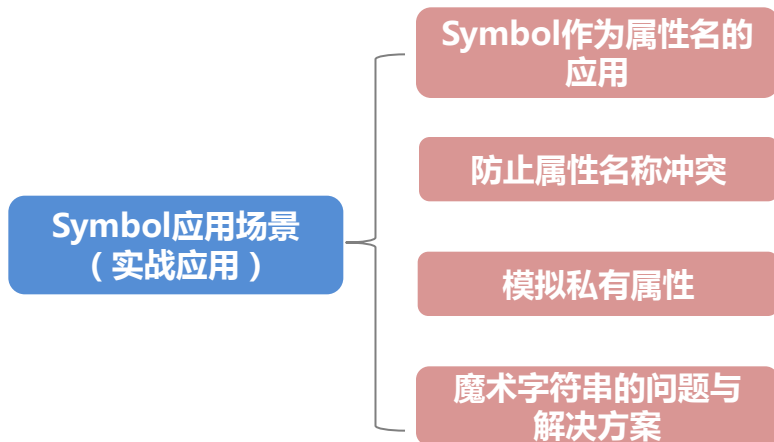 Symbol作为属性名的
应用
防止属性名称冲突
Symbol应用场景
（实战应用）
模拟私有属性
魔术字符串的问题与
解决方案